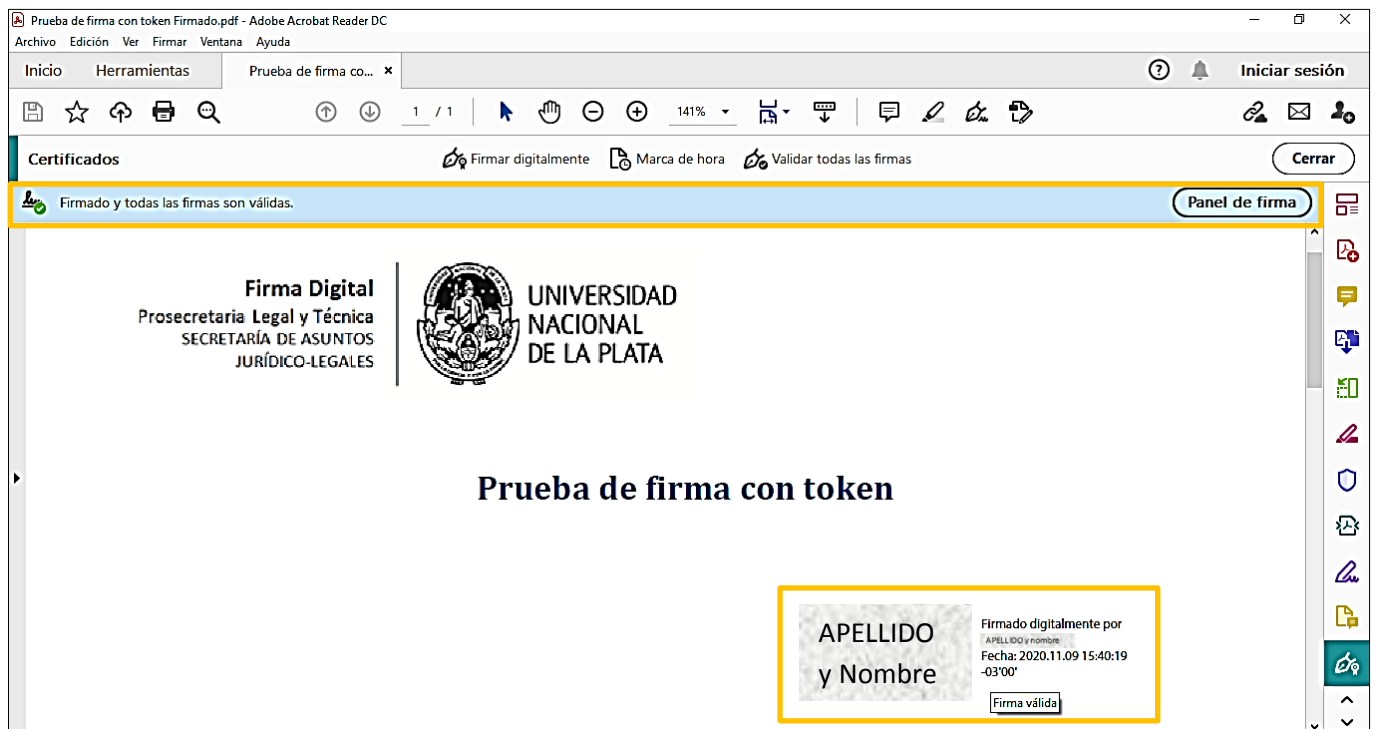 Prueba de firma con token Firmado.pdf - Adobe Acrobat Reader DC
Archivo Edición Ver Firmar Ventana Ayuda
Inicio Herramientas Prueba de firma co... × Iniciar sesión
1 / 1 141%
Certificados Firmar digitalmente Marca de hora Validar todas las firmas Cerrar
Firmado y todas las firmas son válidas. Panel de firma
Firma Digital
Prosecretaria Legal y Técnica
SECRETARÍA DE ASUNTOS
JURÍDICO-LEGALES
UNIVERSIDAD
NACIONAL
DE LA PLATA
Prueba de firma con token
APELLIDO
y Nombre
Firmado digitalmente por
APELLIDO y nombre
Fecha: 2020.11.09 15:40:19
-03'00'
Firma válida